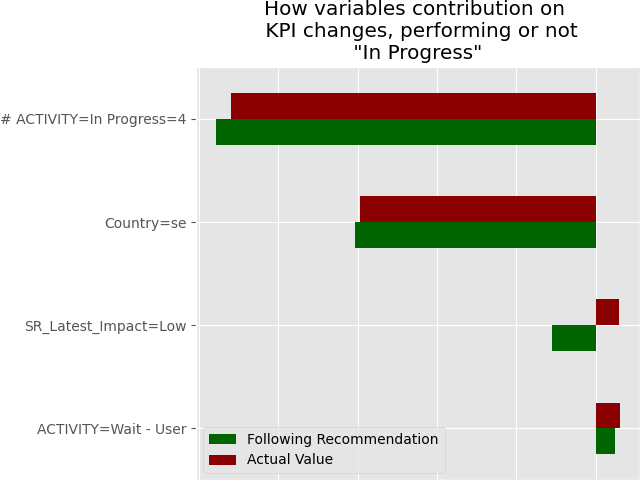 How variables contribution on
KPI changes, performing or not
"In Progress"
# ACTIVITY=In Progress=4
Country=se
SR_Latest_Impact=Low
ACTIVITY=Wait - User
Following Recommendation
Actual Value